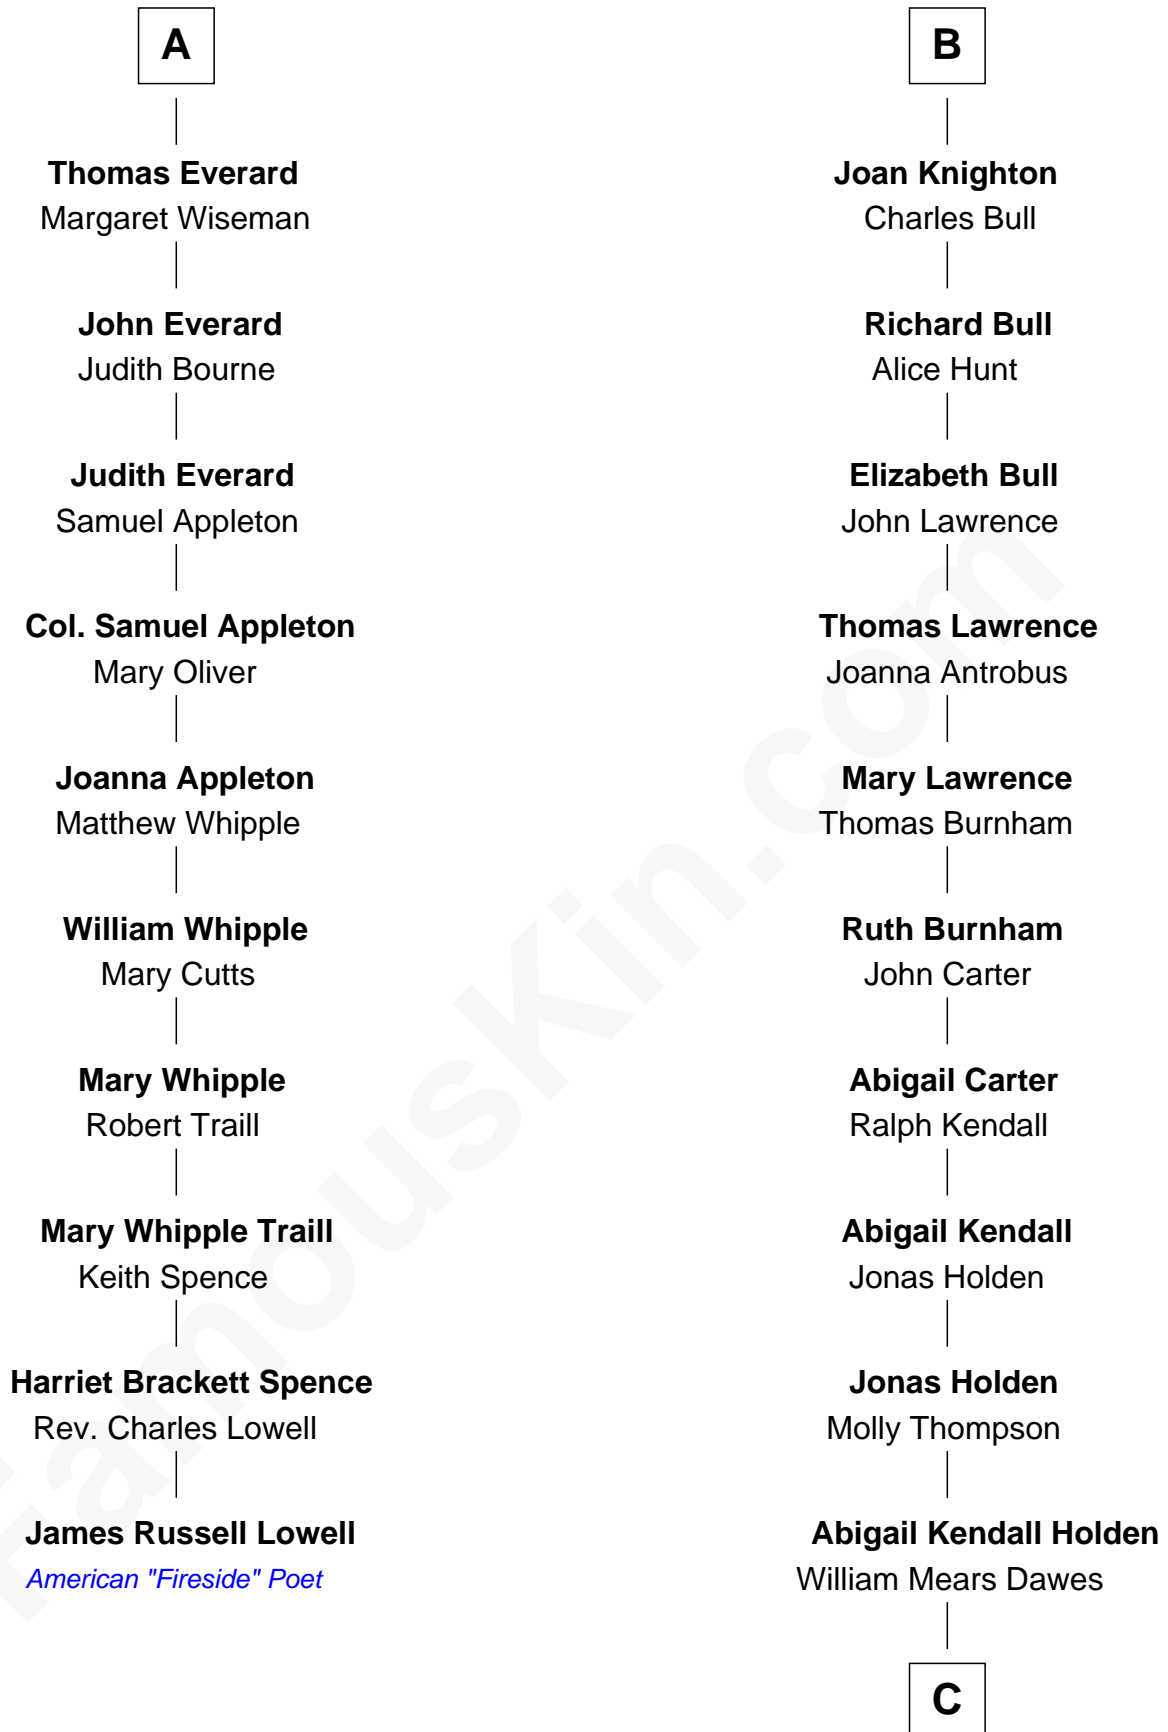 A
Thomas Everard
Margaret Wiseman
John Everard
Judith Bourne
Judith Everard
Samuel Appleton
Col. Samuel Appleton
Mary Oliver
Joanna Appleton
Matthew Whipple
William Whipple
Mary Cutts
Mary Whipple
Robert Traill
Mary Whipple Traill
Keith Spence
Harriet Brackett Spence
Rev. Charles Lowell
James Russell Lowell
American "Fireside" Poet
B
Joan Knighton
Charles Bull
Richard Bull
Alice Hunt
Elizabeth Bull
John Lawrence
Thomas Lawrence
Joanna Antrobus
Mary Lawrence
Thomas Burnham
Ruth Burnham
John Carter
Abigail Carter
Ralph Kendall
Abigail Kendall
Jonas Holden
Jonas Holden
Molly Thompson
Abigail Kendall Holden
William Mears Dawes
C
FamousKin.com